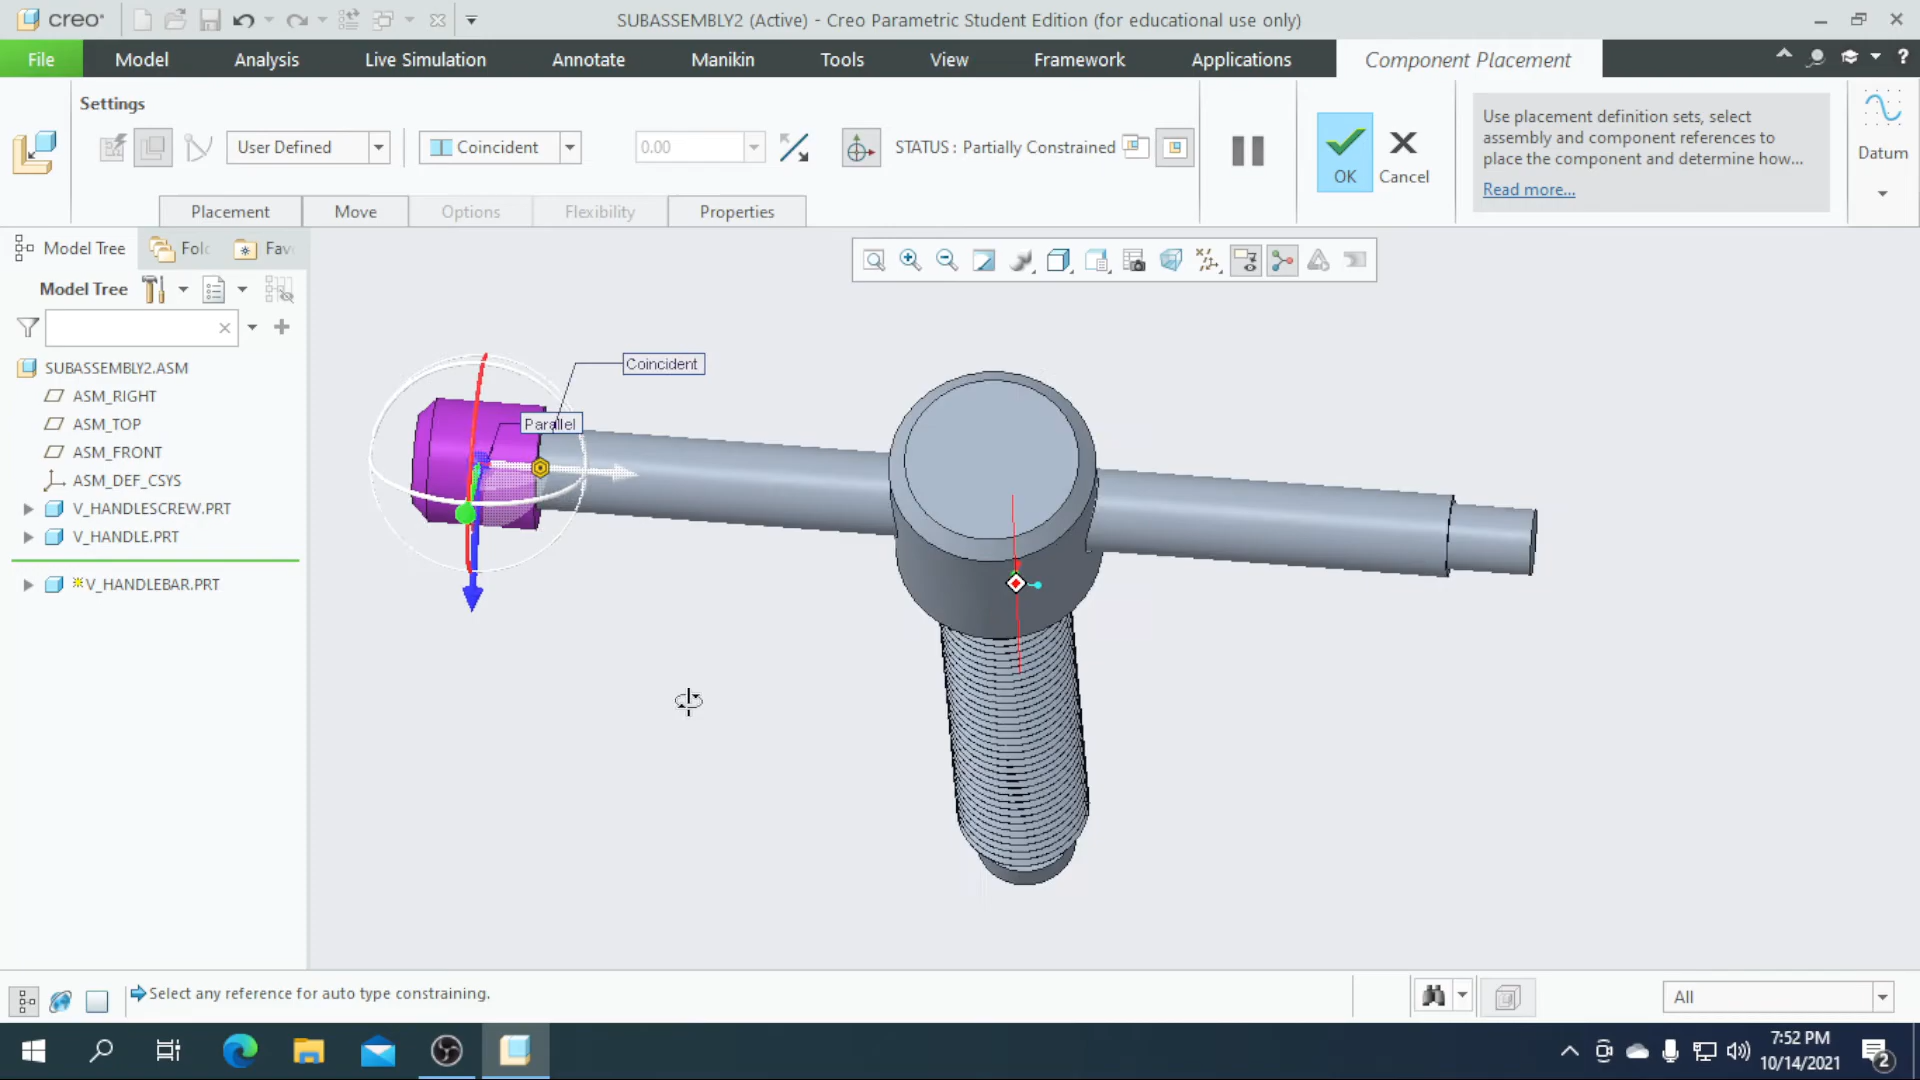 creo
SUBASSEMBLY2 (Active) - Creo Parametric Student Edition (for educational use only)
File
Model
Analysis
Live Simulation
Annotate
Manikin
Tools
View
Framework
Applications
Component Placement
?
Settings
User Defined
Coincident
0.00
STATUS : Partially Constrained
OK
Cancel
Use placement definition sets, select
assembly and component references to
place the component and determine how...
Read more...
Datum
Placement
Move
Options
Flexibility
Properties
Model Tree
Fol
Fav
Model Tree
SUBASSEMBLY2.ASM
ASM_RIGHT
ASM_TOP
ASM_FRONT
ASM_DEF_CSYS
V_HANDLESCREW.PRT
V_HANDLE.PRT
V_HANDLEBAR.PRT
Coincident
Parallel
Select any reference for auto type constraining.
All
7:52 PM
10/14/2021
2